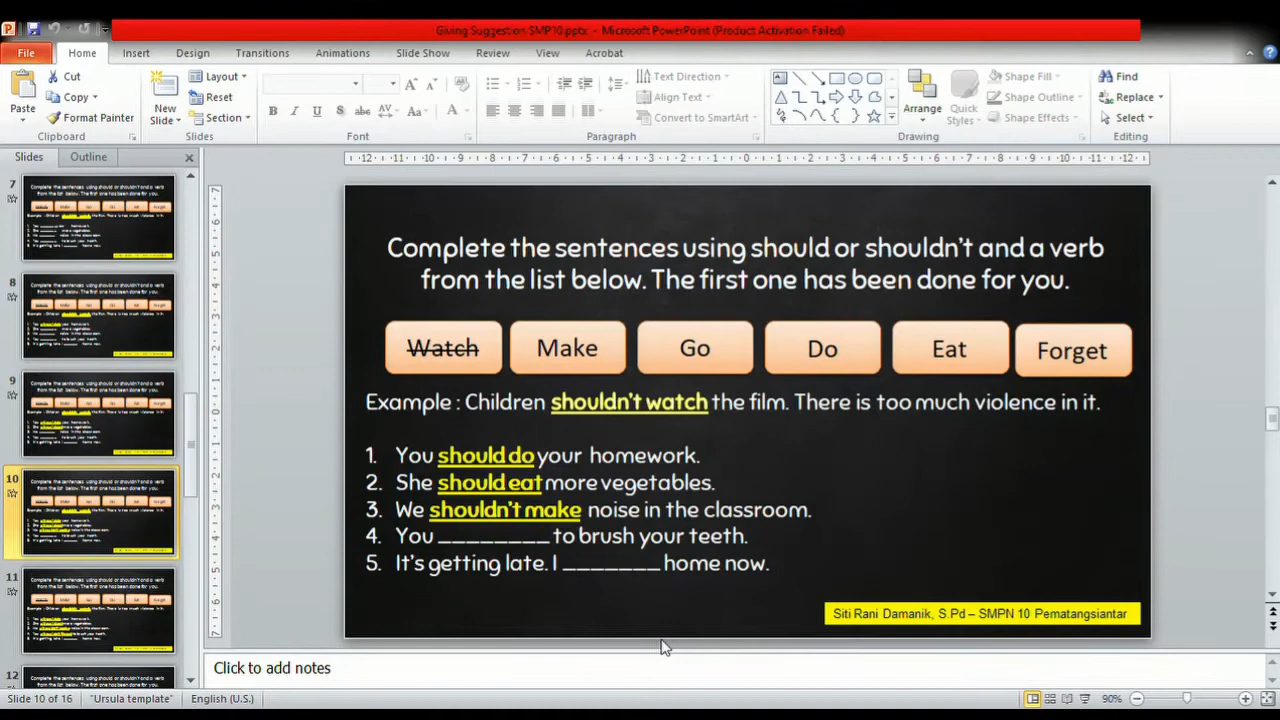 Giving Suggestion SMP10.pptx - Microsoft PowerPoint (Product Activation Failed)
File Home Insert Design Transitions Animations Slide Show Review View Acrobat
Cut
Copy
Format Painter
Paste
Clipboard
New Slide
Layout
Reset
Section
Slides
Font
Text Direction
Align Text
Convert to SmartArt
Paragraph
Arrange
Quick Styles
Shape Fill
Shape Outline
Shape Effects
Drawing
Find
Replace
Select
Editing
Slides Outline
7
8
9
10
11
12
Complete the sentences using should or shouldn't and a verb
from the list below. The first one has been done for you.
Watch Make Go Do Eat Forget
Example : Children shouldn't watch the film. There is too much violence in it.
1. You should do your homework.
2. She should eat more vegetables.
3. We shouldn't make noise in the classroom.
4. You _________ to brush your teeth.
5. It's getting late. I _______ home now.
Siti Rani Damanik, S.Pd – SMPN 10 Pematangsiantar
Click to add notes
Slide 10 of 16 "Ursula template" English (U.S.) 90%